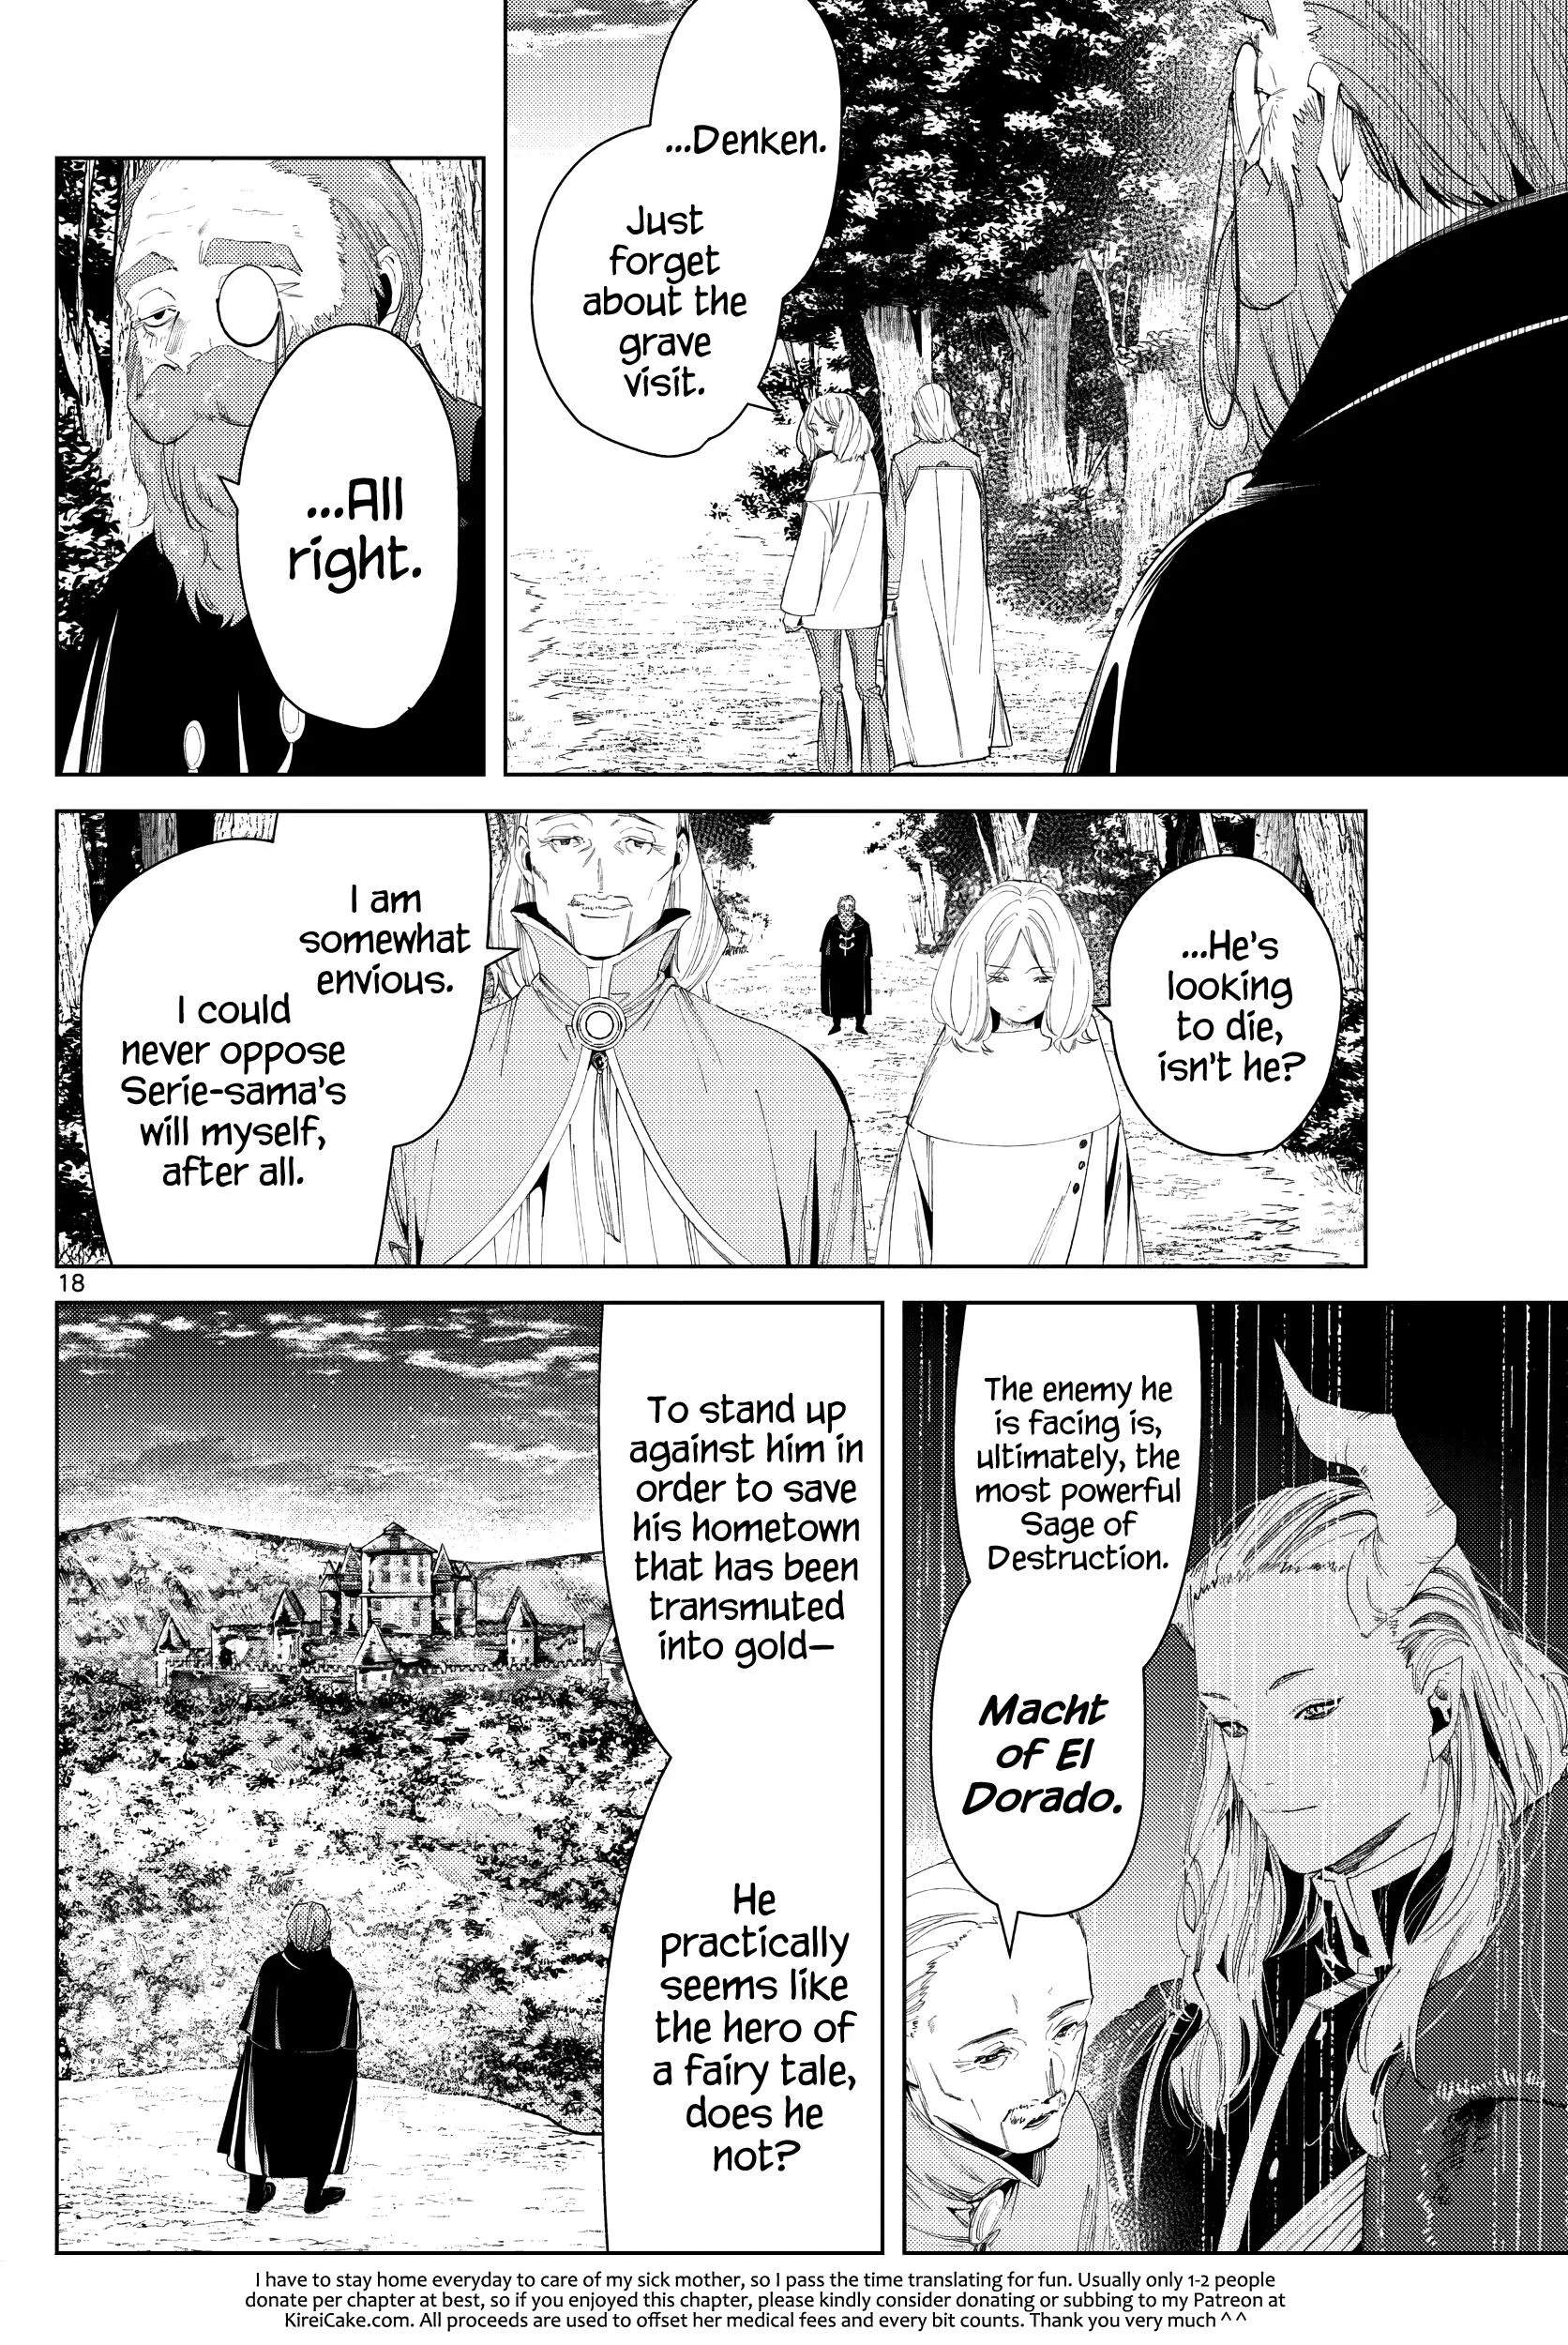 ...Denken.
Just
forget
about the
grave
visit.
...All
right.
...He's
looking
to die,
isn't he?
I am
somewhat
envious.
I could
never oppose
Serie-sama's
will myself,
after all.
18
The enemy he
is facing is,
ultimately, the
most powerful
Sage of
Destruction.
Macht
of El
Dorado.
To stand up
against him in
order to save
his hometown
that has been
transmuted
into gold—
He
practically
seems like
the hero of
a fairy tale,
does he
not?
I have to stay home everyday to care of my sick mother, so I pass the time translating for fun. Usually only 1-2 people
donate per chapter at best, so if you enjoyed this chapter, please kindly consider donating or subbing to my Patreon at
KireiCake.com. All proceeds are used to offset her medical fees and every bit counts. Thank you very much ^ ^